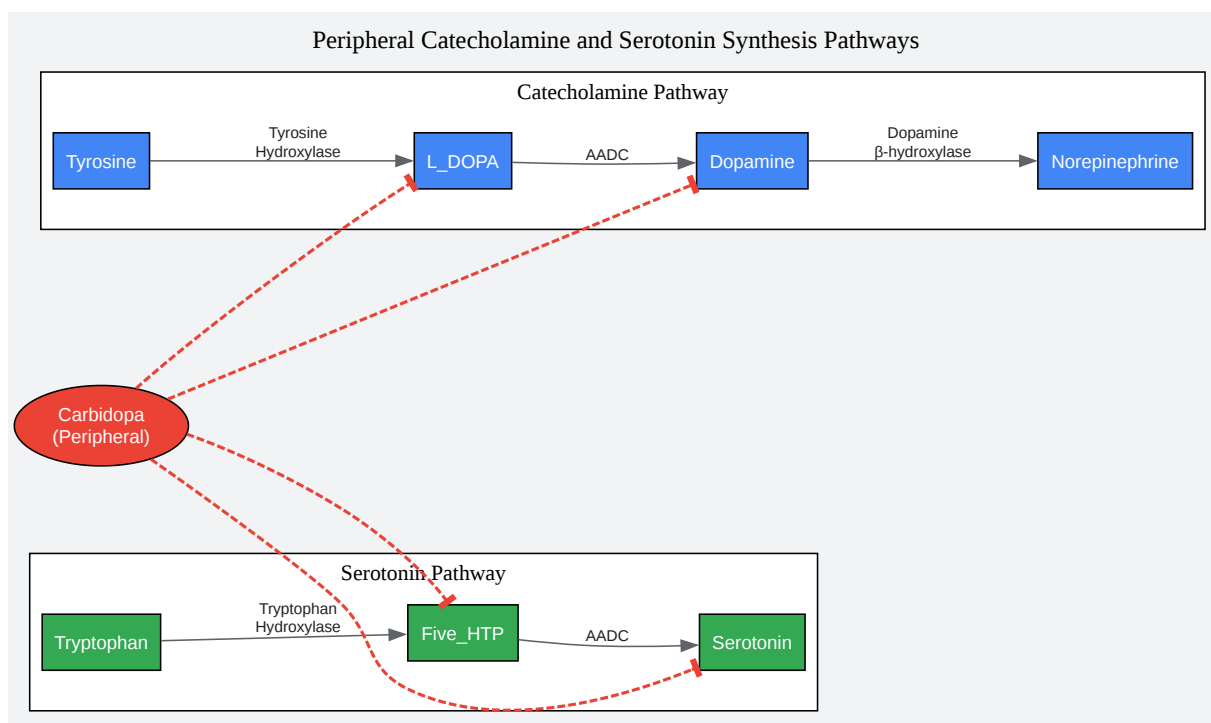 Peripheral Catecholamine and Serotonin Synthesis Pathways
Catecholamine Pathway
Tyrosine
Tyrosine
Hydroxylase
L_DOPA
AADC
Dopamine
Dopamine
β-hydroxylase
Norepinephrine
Carbidopa
(Peripheral)
Serotonin Pathway
Tryptophan
Tryptophan
Hydroxylase
Five_HTP
AADC
Serotonin